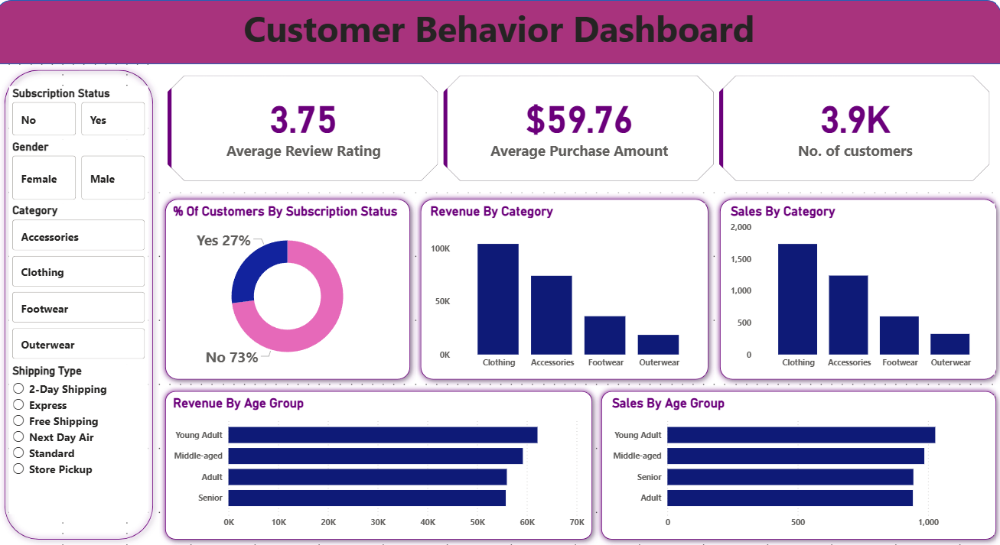 Customer Behavior Dashboard
Subscription Status
No
Yes
Gender
Female
Male
Category
Accessories
Clothing
Footwear
Outerwear
Shipping Type
2-Day Shipping
Express
Free Shipping
Next Day Air
Standard
Store Pickup
3.75
Average Review Rating
$59.76
Average Purchase Amount
3.9K
No. of customers
% Of Customers By Subscription Status
Yes 27%
No 73%
Revenue By Category
100K
50K
0K
Clothing Accessories Footwear Outerwear
Sales By Category
2,000
1,500
1,000
500
0
Clothing Accessories Footwear Outerwear
Revenue By Age Group
Young Adult
Middle-aged
Adult
Senior
0K 10K 20K 30K 40K 50K 60K 70K
Sales By Age Group
Young Adult
Middle-aged
Senior
Adult
0 500 1,000